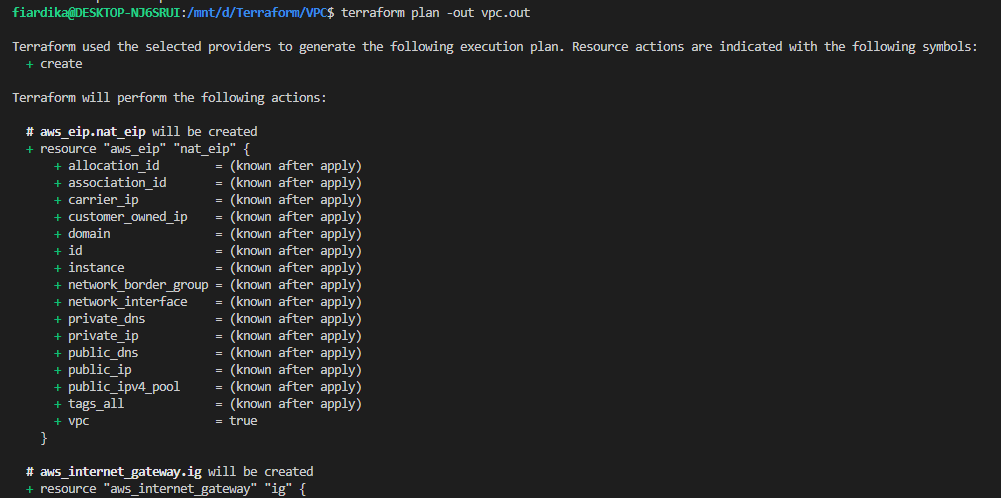 fiardika@DESKTOP-NJ6SRUI:/mnt/d/Terraform/VPC$ terraform plan -out vpc.out
Terraform used the selected providers to generate the following execution plan. Resource actions are indicated with the following symbols:
  + create
Terraform will perform the following actions:
  # aws_eip.nat_eip will be created
  + resource "aws_eip" "nat_eip" {
      + allocation_id        = (known after apply)
      + association_id       = (known after apply)
      + carrier_ip           = (known after apply)
      + customer_owned_ip    = (known after apply)
      + domain               = (known after apply)
      + id                   = (known after apply)
      + instance             = (known after apply)
      + network_border_group = (known after apply)
      + network_interface    = (known after apply)
      + private_dns          = (known after apply)
      + private_ip           = (known after apply)
      + public_dns           = (known after apply)
      + public_ip            = (known after apply)
      + public_ipv4_pool     = (known after apply)
      + tags_all             = (known after apply)
      + vpc                  = true
    }
  # aws_internet_gateway.ig will be created
  + resource "aws_internet_gateway" "ig" {